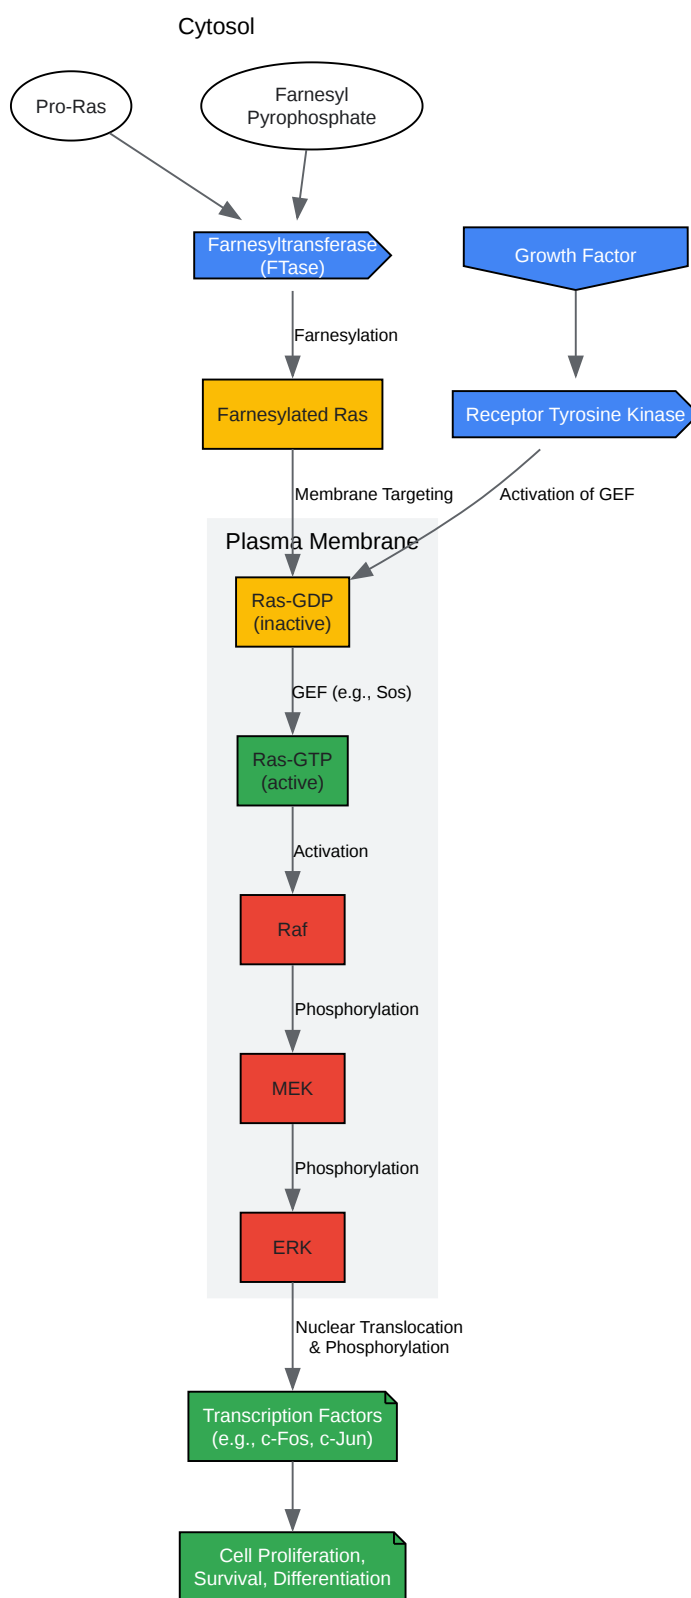 Cytosol
Pro-Ras
Farnesyl
Pyrophosphate
Farnesyltransferase
(FTase)
Growth Factor
Farnesylation
Farnesylated Ras
Receptor Tyrosine Kinase
Membrane Targeting
Activation of GEF
Plasma Membrane
Ras-GDP
(inactive)
GEF (e.g., Sos)
Ras-GTP
(active)
Activation
Raf
Phosphorylation
MEK
Phosphorylation
ERK
Nuclear Translocation
& Phosphorylation
Transcription Factors
(e.g., c-Fos, c-Jun)
Cell Proliferation,
Survival, Differentiation